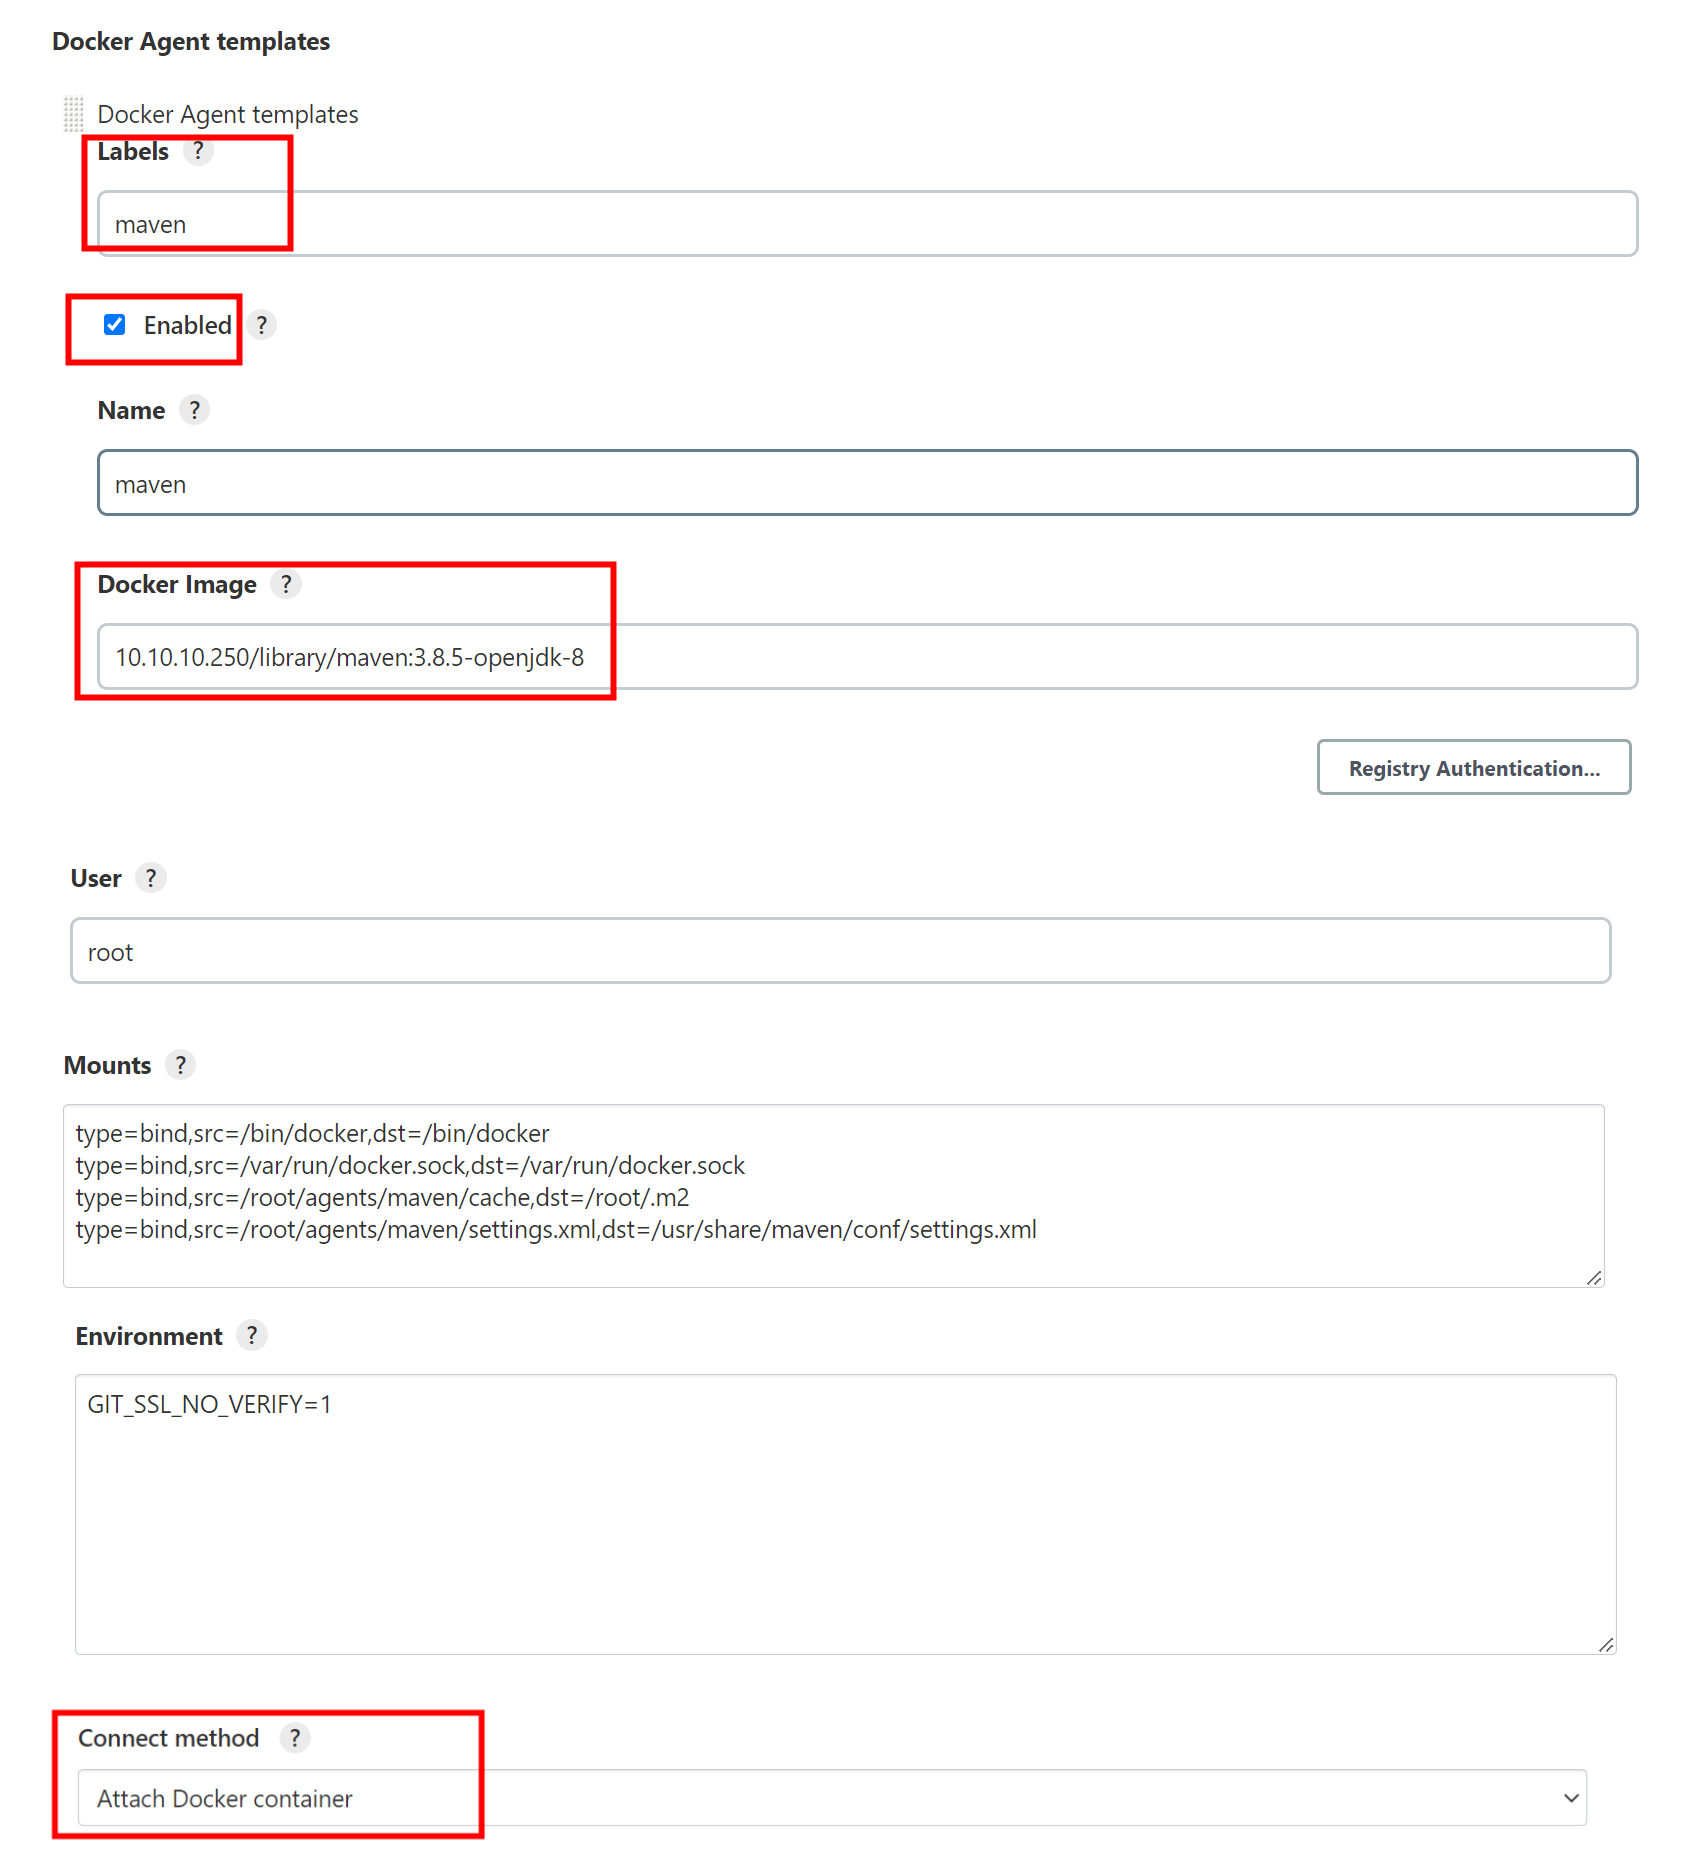 Docker Agent templates
Docker Agent templates
Labels ?
maven
Enabled ?
Name ?
maven
Docker Image ?
10.10.10.250/library/maven:3.8.5-openjdk-8
Registry Authentication...
User ?
root
Mounts ?
type=bind,src=/bin/docker,dst=/bin/docker
type=bind,src=/var/run/docker.sock,dst=/var/run/docker.sock
type=bind,src=/root/agents/maven/cache,dst=/root/.m2
type=bind,src=/root/agents/maven/settings.xml,dst=/usr/share/maven/conf/settings.xml
Environment ?
GIT_SSL_NO_VERIFY=1
Connect method ?
Attach Docker container